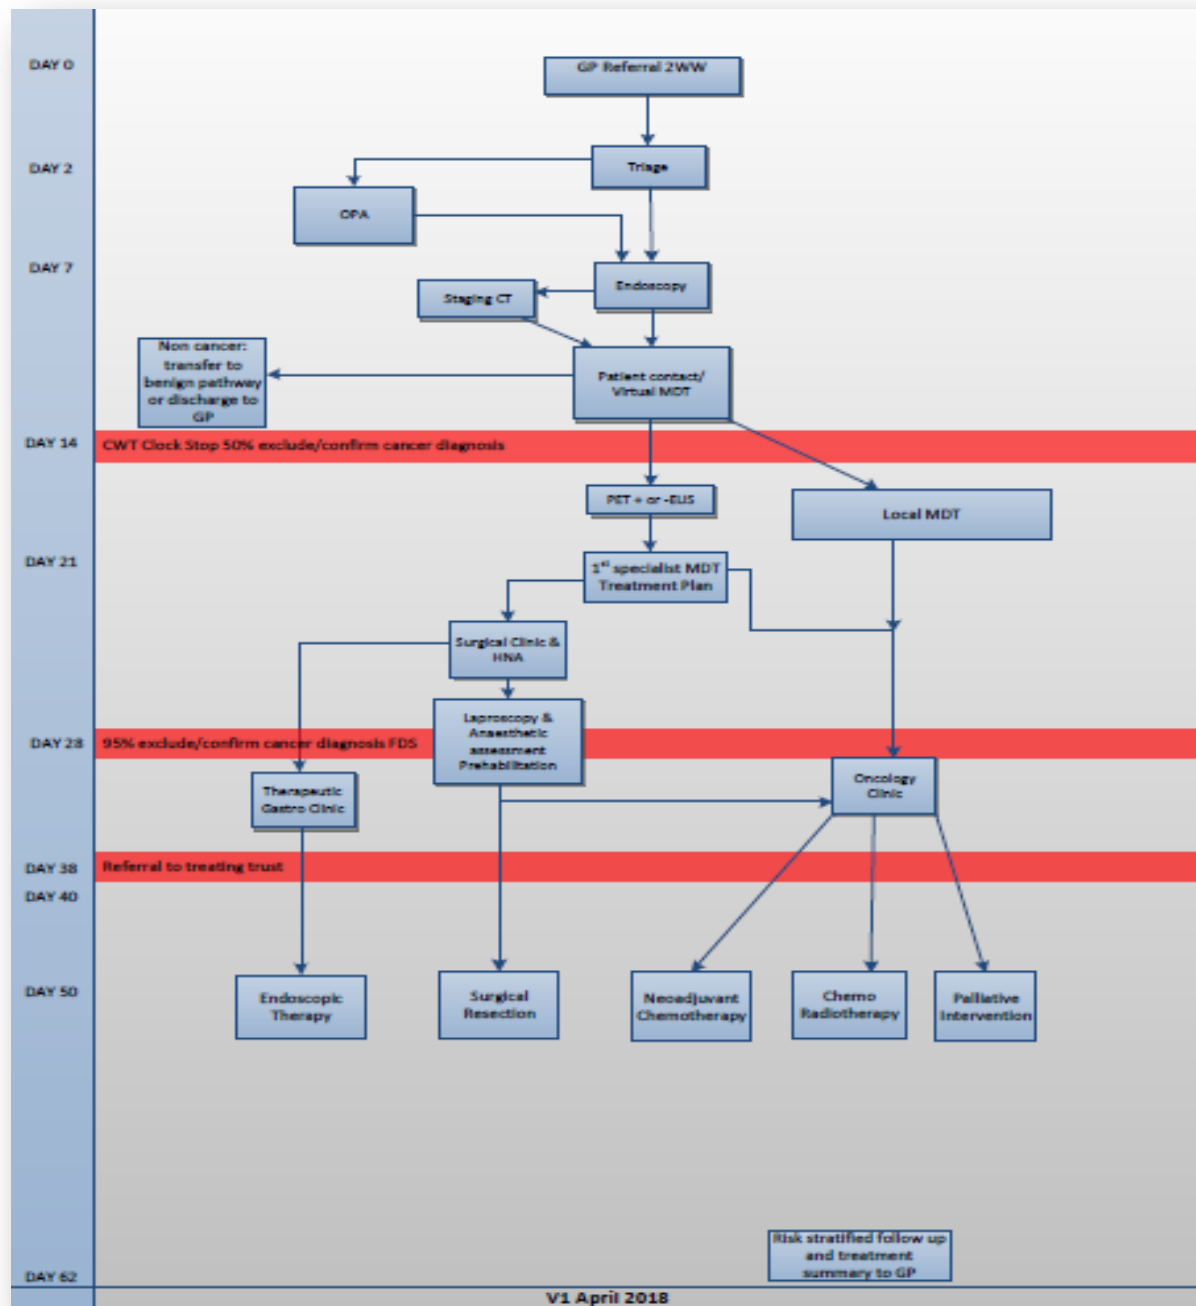 DAY 0
GP Referral 2WW
DAY 2
Triage
OPA
DAY 7
Endoscopy
Staging CT
Non cancer:
transfer to
benign pathway
or discharge to
GP
Patient contact/
Virtual MDT
DAY 14
CWT Clock Stop 50% exclude/confirm cancer diagnosis
PET + or -EUS
Local MDT
DAY 21
1st specialist MDT
Treatment Plan
Surgical Clinic &
HNA
Laproscopy &
Anaesthetic
assessment
Prehabilitation
DAY 28
95% exclude/confirm cancer diagnosis FDS
Therapeutic
Gastro Clinic
Oncology
Clinic
DAY 38
Referral to treating trust
DAY 40
DAY 50
Endoscopic
Therapy
Surgical
Resection
Neoadjuvant
Chemotherapy
Chemo
Radiotherapy
Palliative
Intervention
Risk stratified follow up
and treatment
summary to GP
DAY 62
V1 April 2018